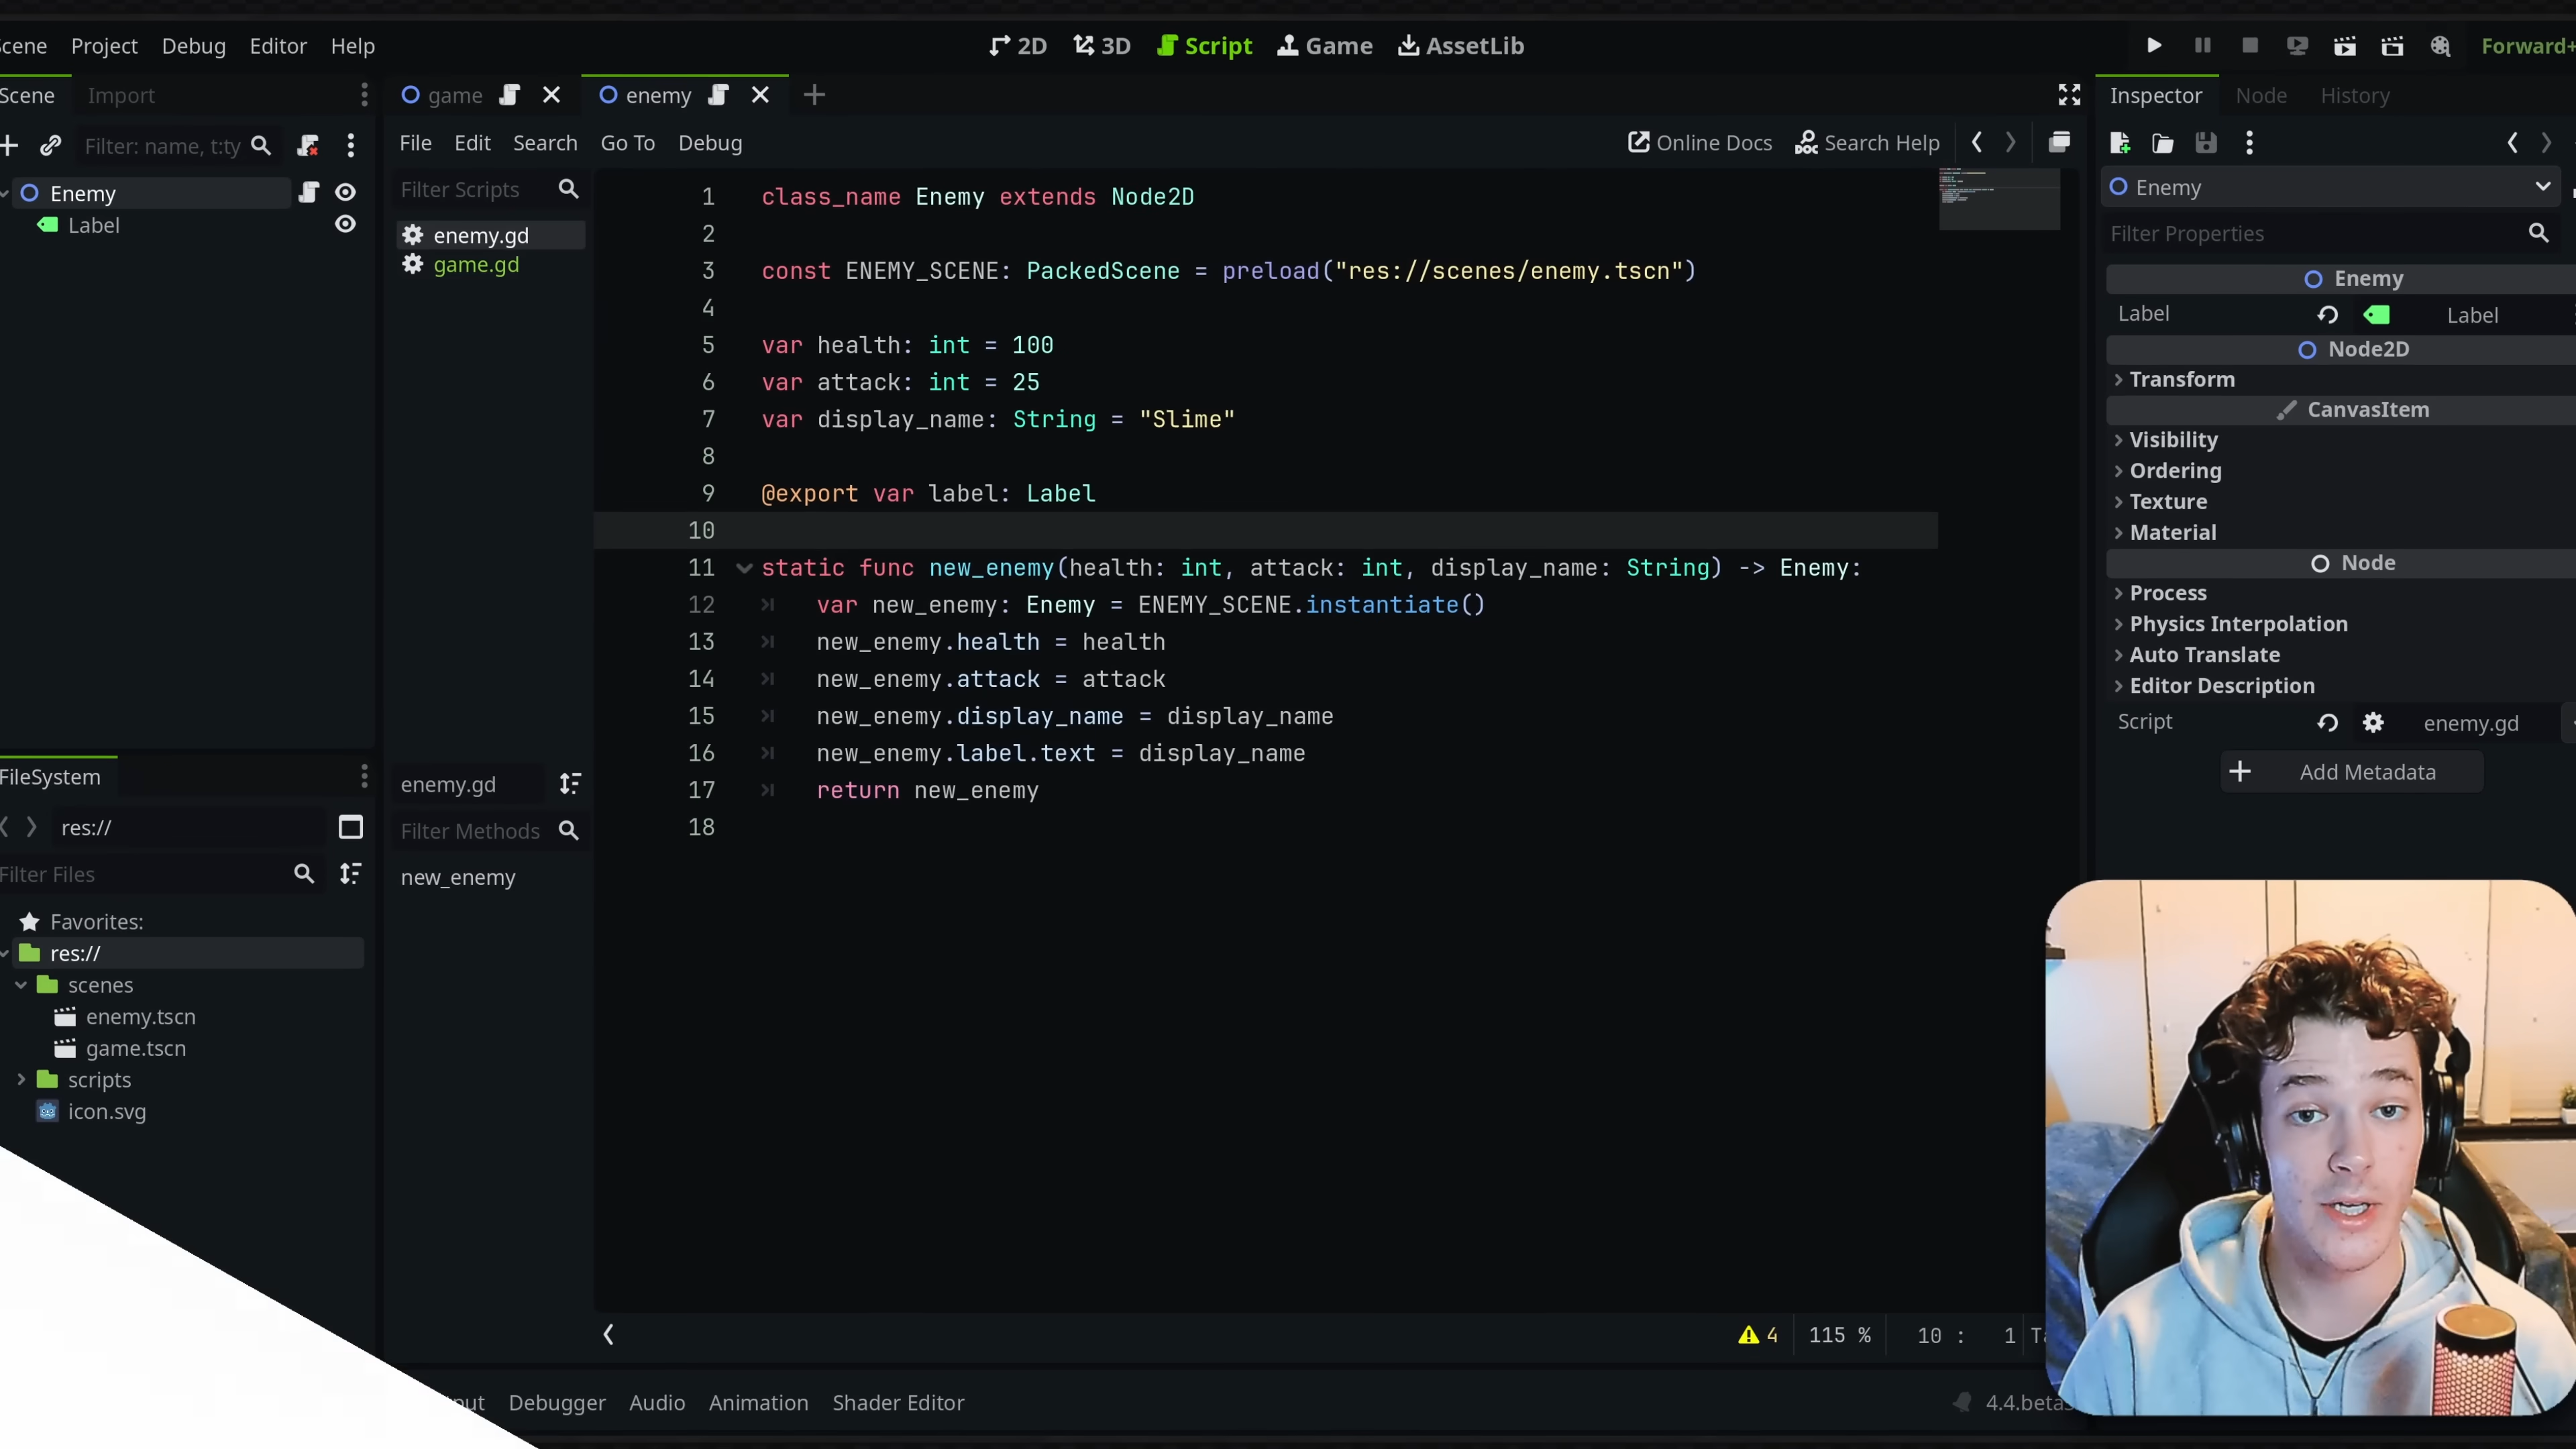 Scene Project Debug Editor Help
2D 3D Script Game AssetLib
Forward+
Scene Import
game enemy
Inspector Node History
Filter: name, t:ty
File Edit Search Go To Debug
Online Docs Search Help
Enemy
Label
Filter Scripts
enemy.gd
game.gd
1 class_name Enemy extends Node2D
2
3 const ENEMY_SCENE: PackedScene = preload("res://scenes/enemy.tscn")
4
5 var health: int = 100
6 var attack: int = 25
7 var display_name: String = "Slime"
8
9 @export var label: Label
10
11 static func new_enemy(health: int, attack: int, display_name: String) -> Enemy:
12 var new_enemy: Enemy = ENEMY_SCENE.instantiate()
13 new_enemy.health = health
14 new_enemy.attack = attack
15 new_enemy.display_name = display_name
16 new_enemy.label.text = display_name
17 return new_enemy
18
Enemy
Filter Properties
Enemy
Label Label
Node2D
Transform
CanvasItem
Visibility
Ordering
Texture
Material
Node
Process
Physics Interpolation
Auto Translate
Editor Description
Script enemy.gd
Add Metadata
enemy.gd
Filter Methods
new_enemy
FileSystem
res://
Filter Files
Favorites:
res://
scenes
enemy.tscn
game.tscn
scripts
icon.svg
4 115 % 10 : 1
Debugger Audio Animation Shader Editor